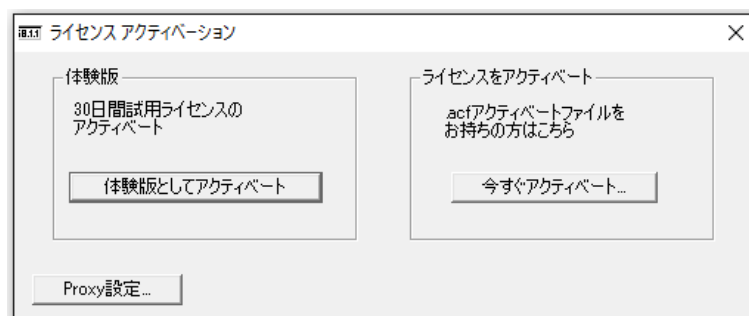 i8.1.1 ライセンス アクティベーション
体験版
30日間試用ライセンスの
アクティベート
体験版としてアクティベート
ライセンスをアクティベート
.acfアクティベートファイルを
お持ちの方はこちら
今すぐアクティベート...
Proxy設定...